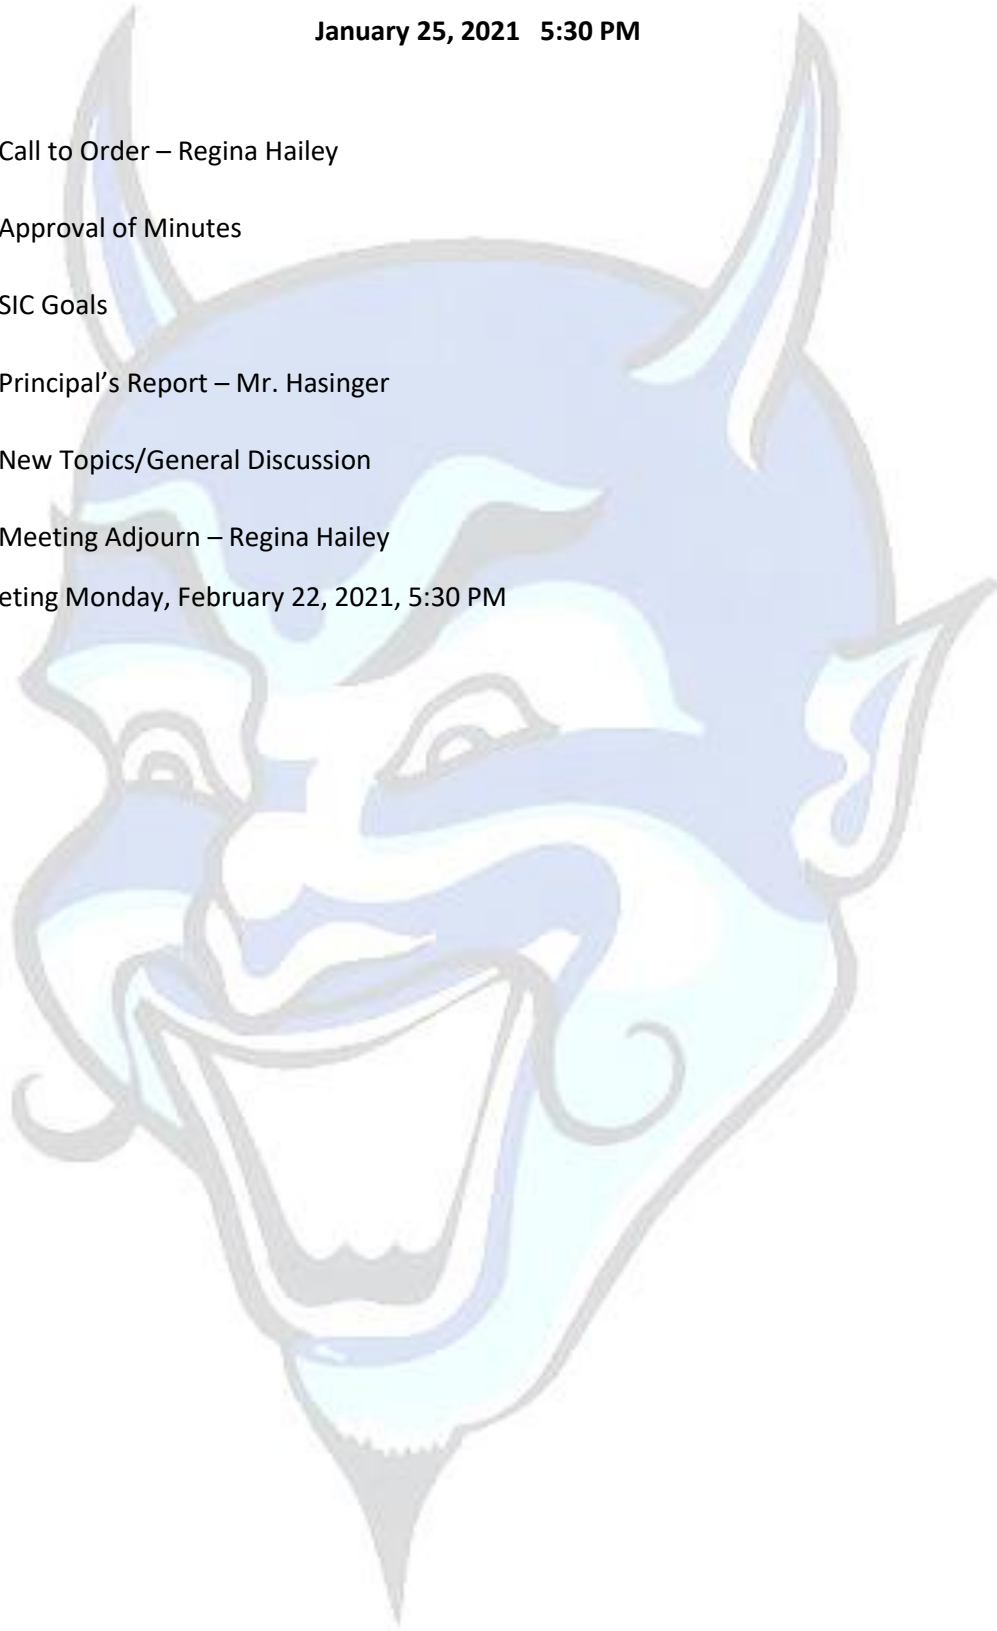 January 25, 2021 5:30 PM
Call to Order – Regina Hailey
Approval of Minutes
SIC Goals
Principal’s Report – Mr. Hasinger
New Topics/General Discussion
Meeting Adjourn – Regina Hailey
eting Monday, February 22, 2021, 5:30 PM